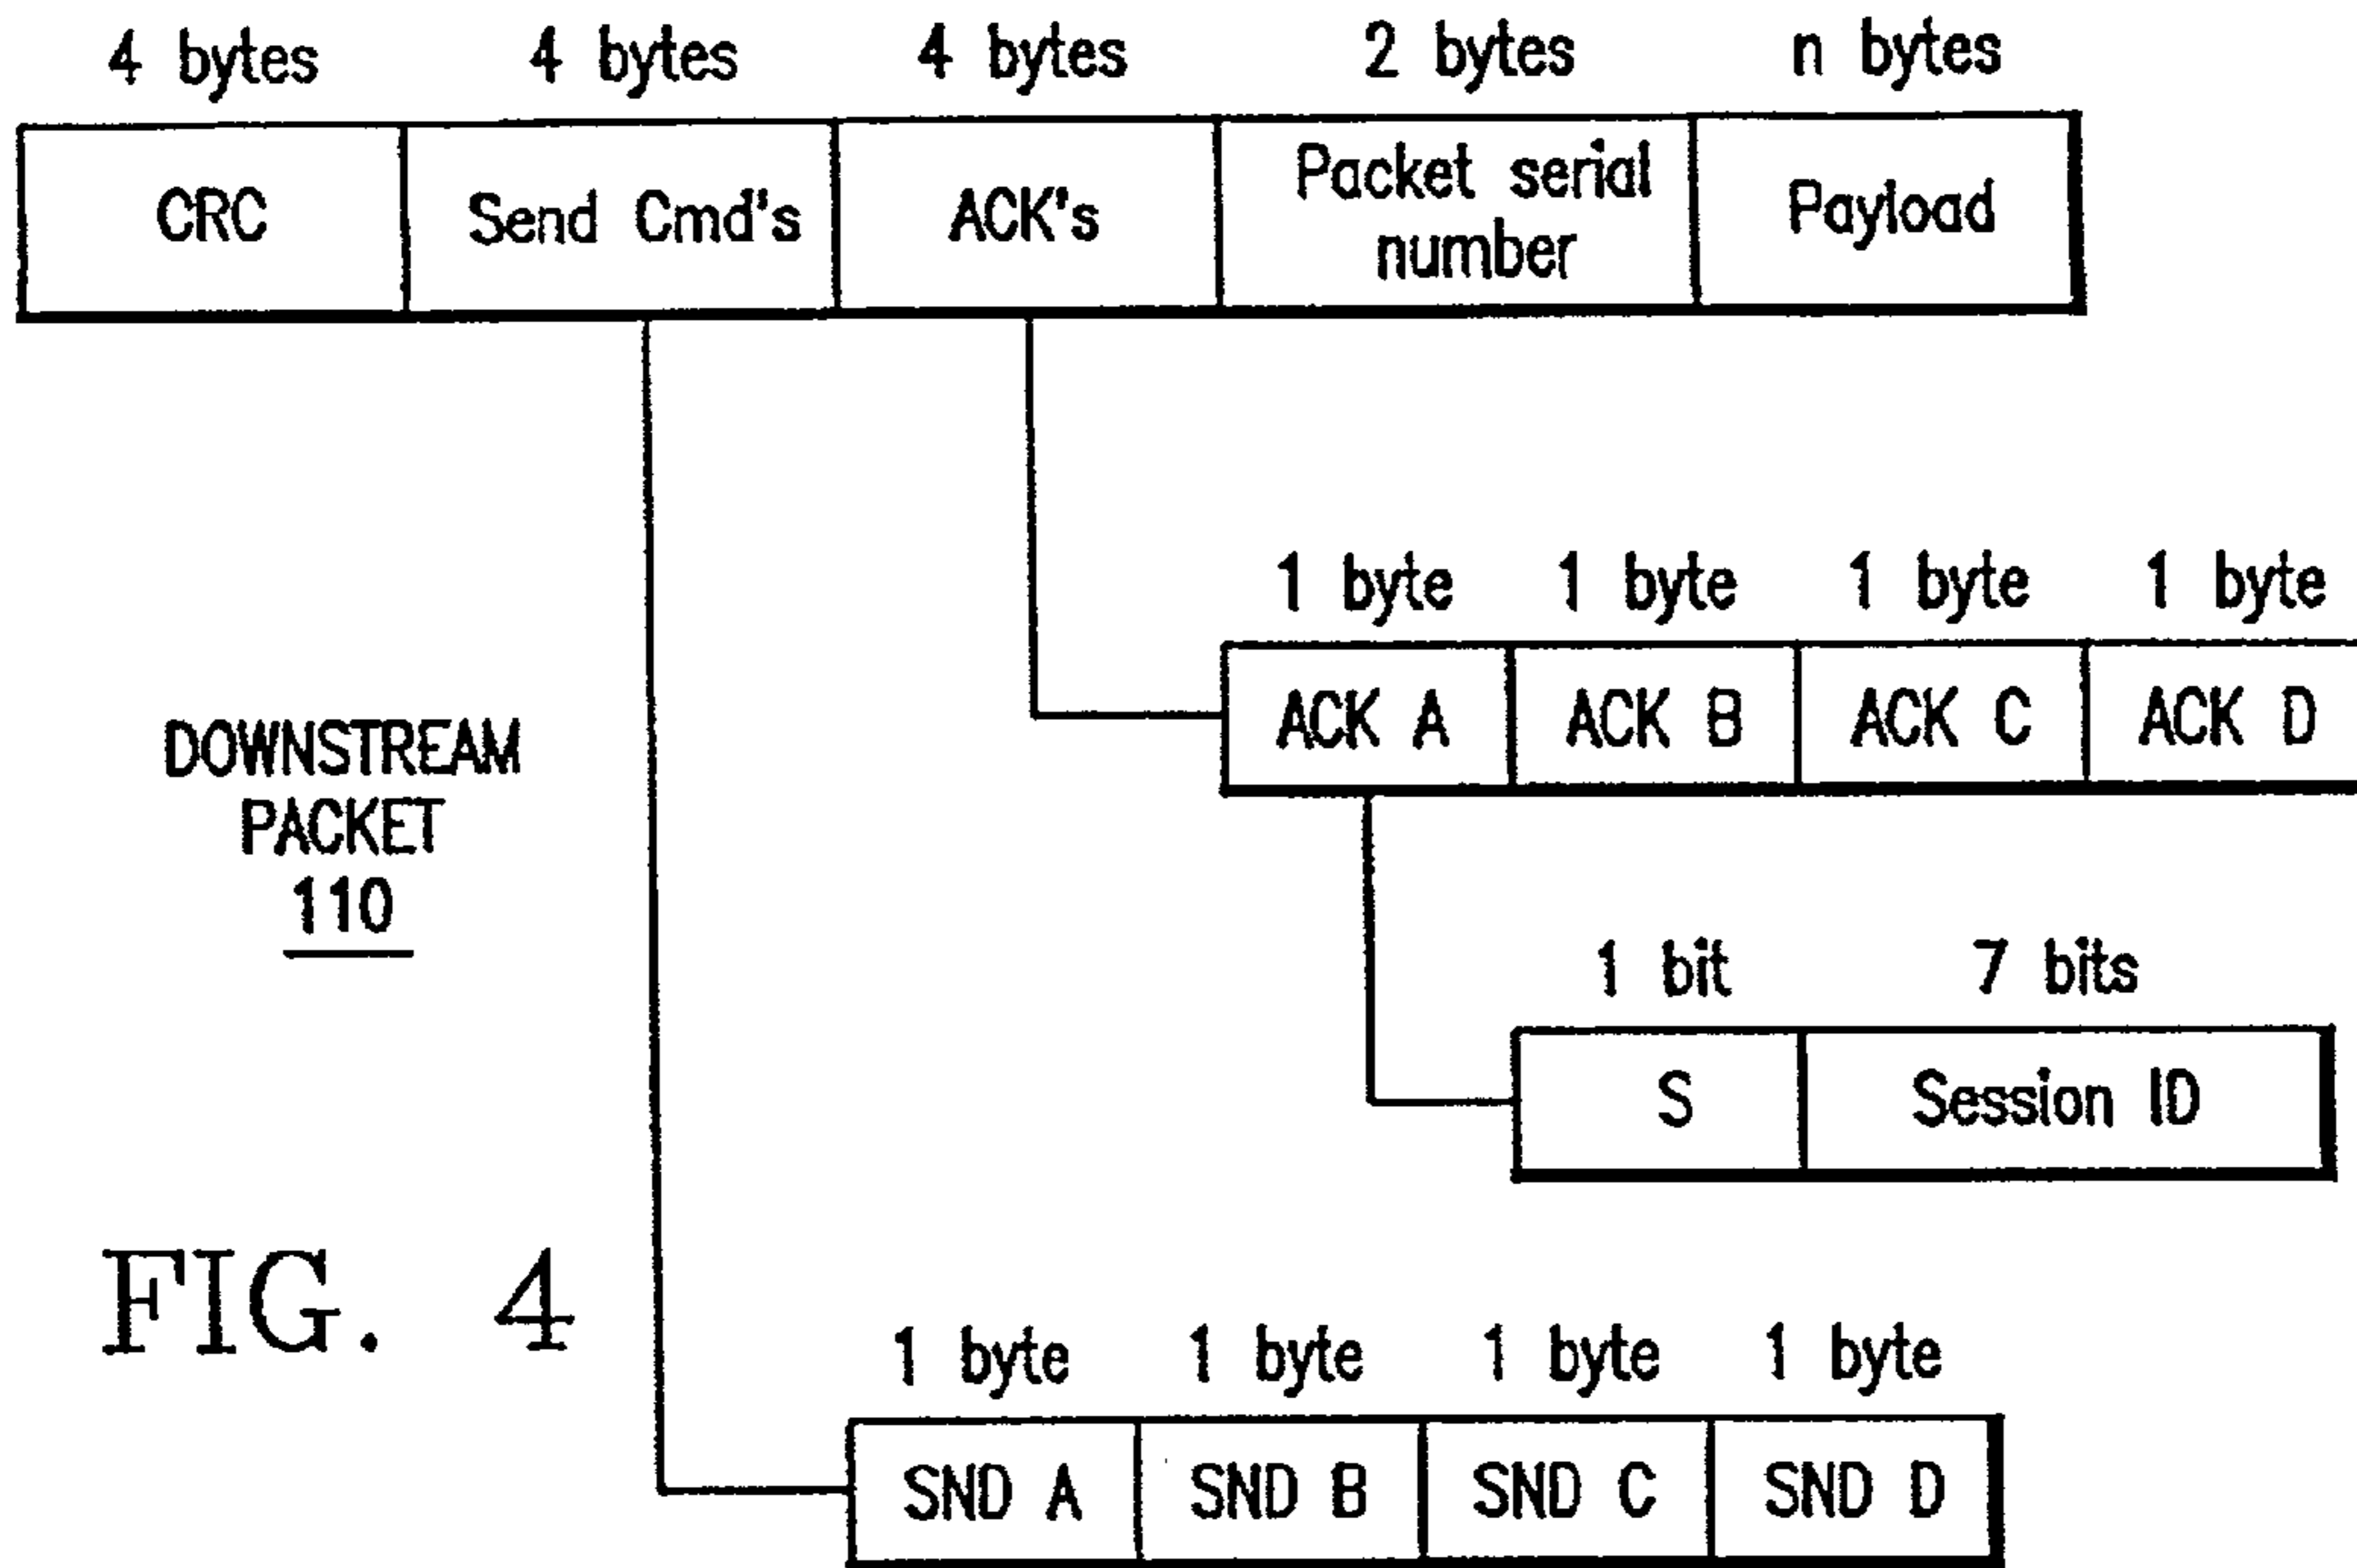 4 bytes 4 bytes 4 bytes 2 bytes n bytes
CRC Send Cmd's ACK's Packet serial number Payload
1 byte 1 byte 1 byte 1 byte
ACK A ACK B ACK C ACK D
DOWNSTREAM
PACKET
110
1 bit 7 bits
S Session ID
FIG. 4
1 byte 1 byte 1 byte 1 byte
SND A SND B SND C SND D